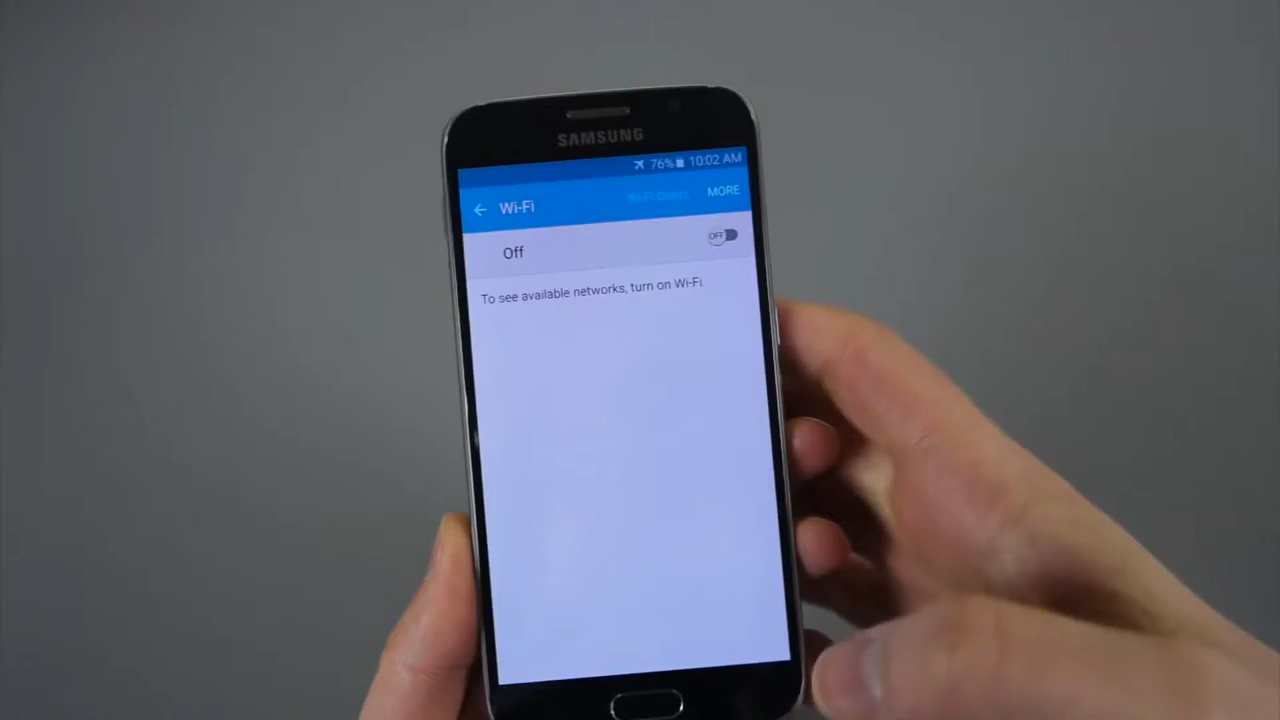 SAMSUNG
76% 10:02 AM
Wi-Fi Wi-Fi Direct MORE
Off OFF
To see available networks, turn on Wi-Fi.